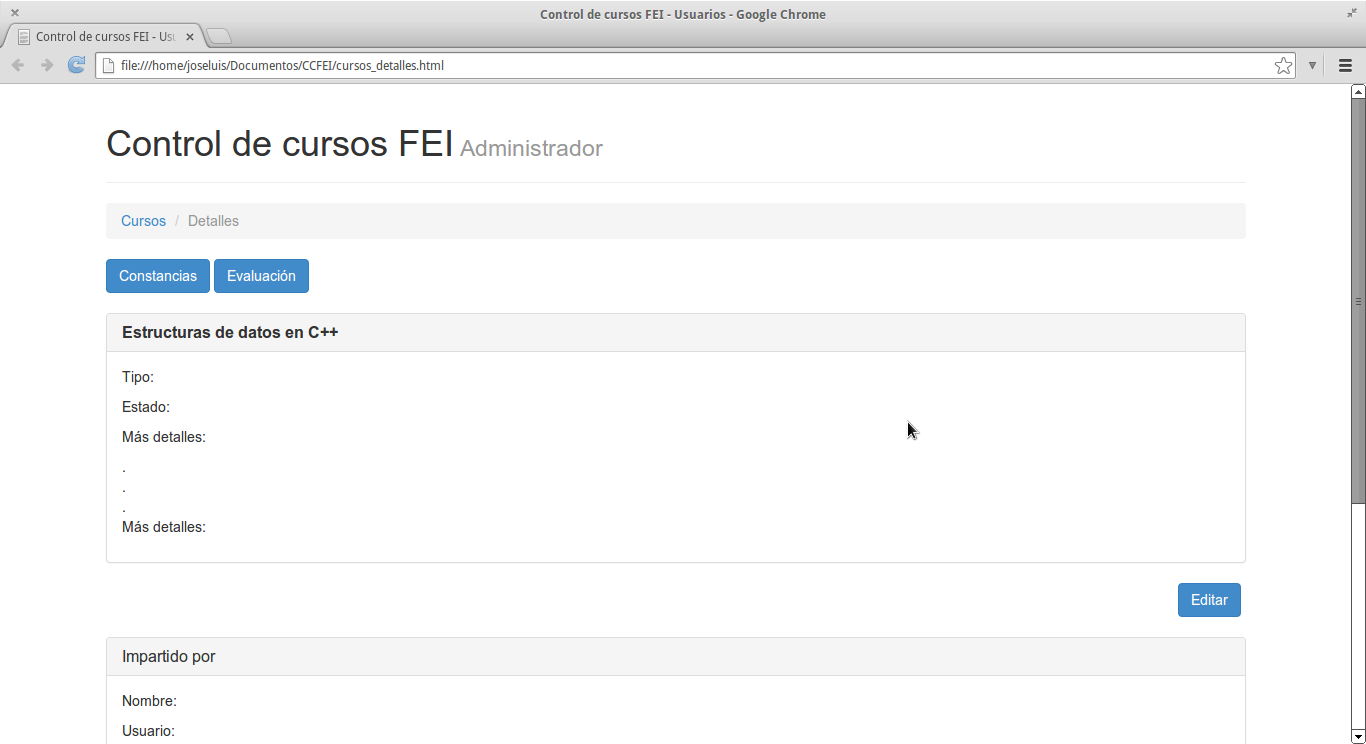 Control de cursos FEI - Usuarios - Google Chrome
Control de cursos FEI - Usu
file:///home/joseluis/Documentos/CCFEI/cursos_detalles.html
Control de cursos FEI Administrador
Cursos / Detalles
Constancias Evaluación
Estructuras de datos en C++
Tipo:
Estado:
Más detalles:
.
.
.
Más detalles:
Editar
Impartido por
Nombre:
Usuario: